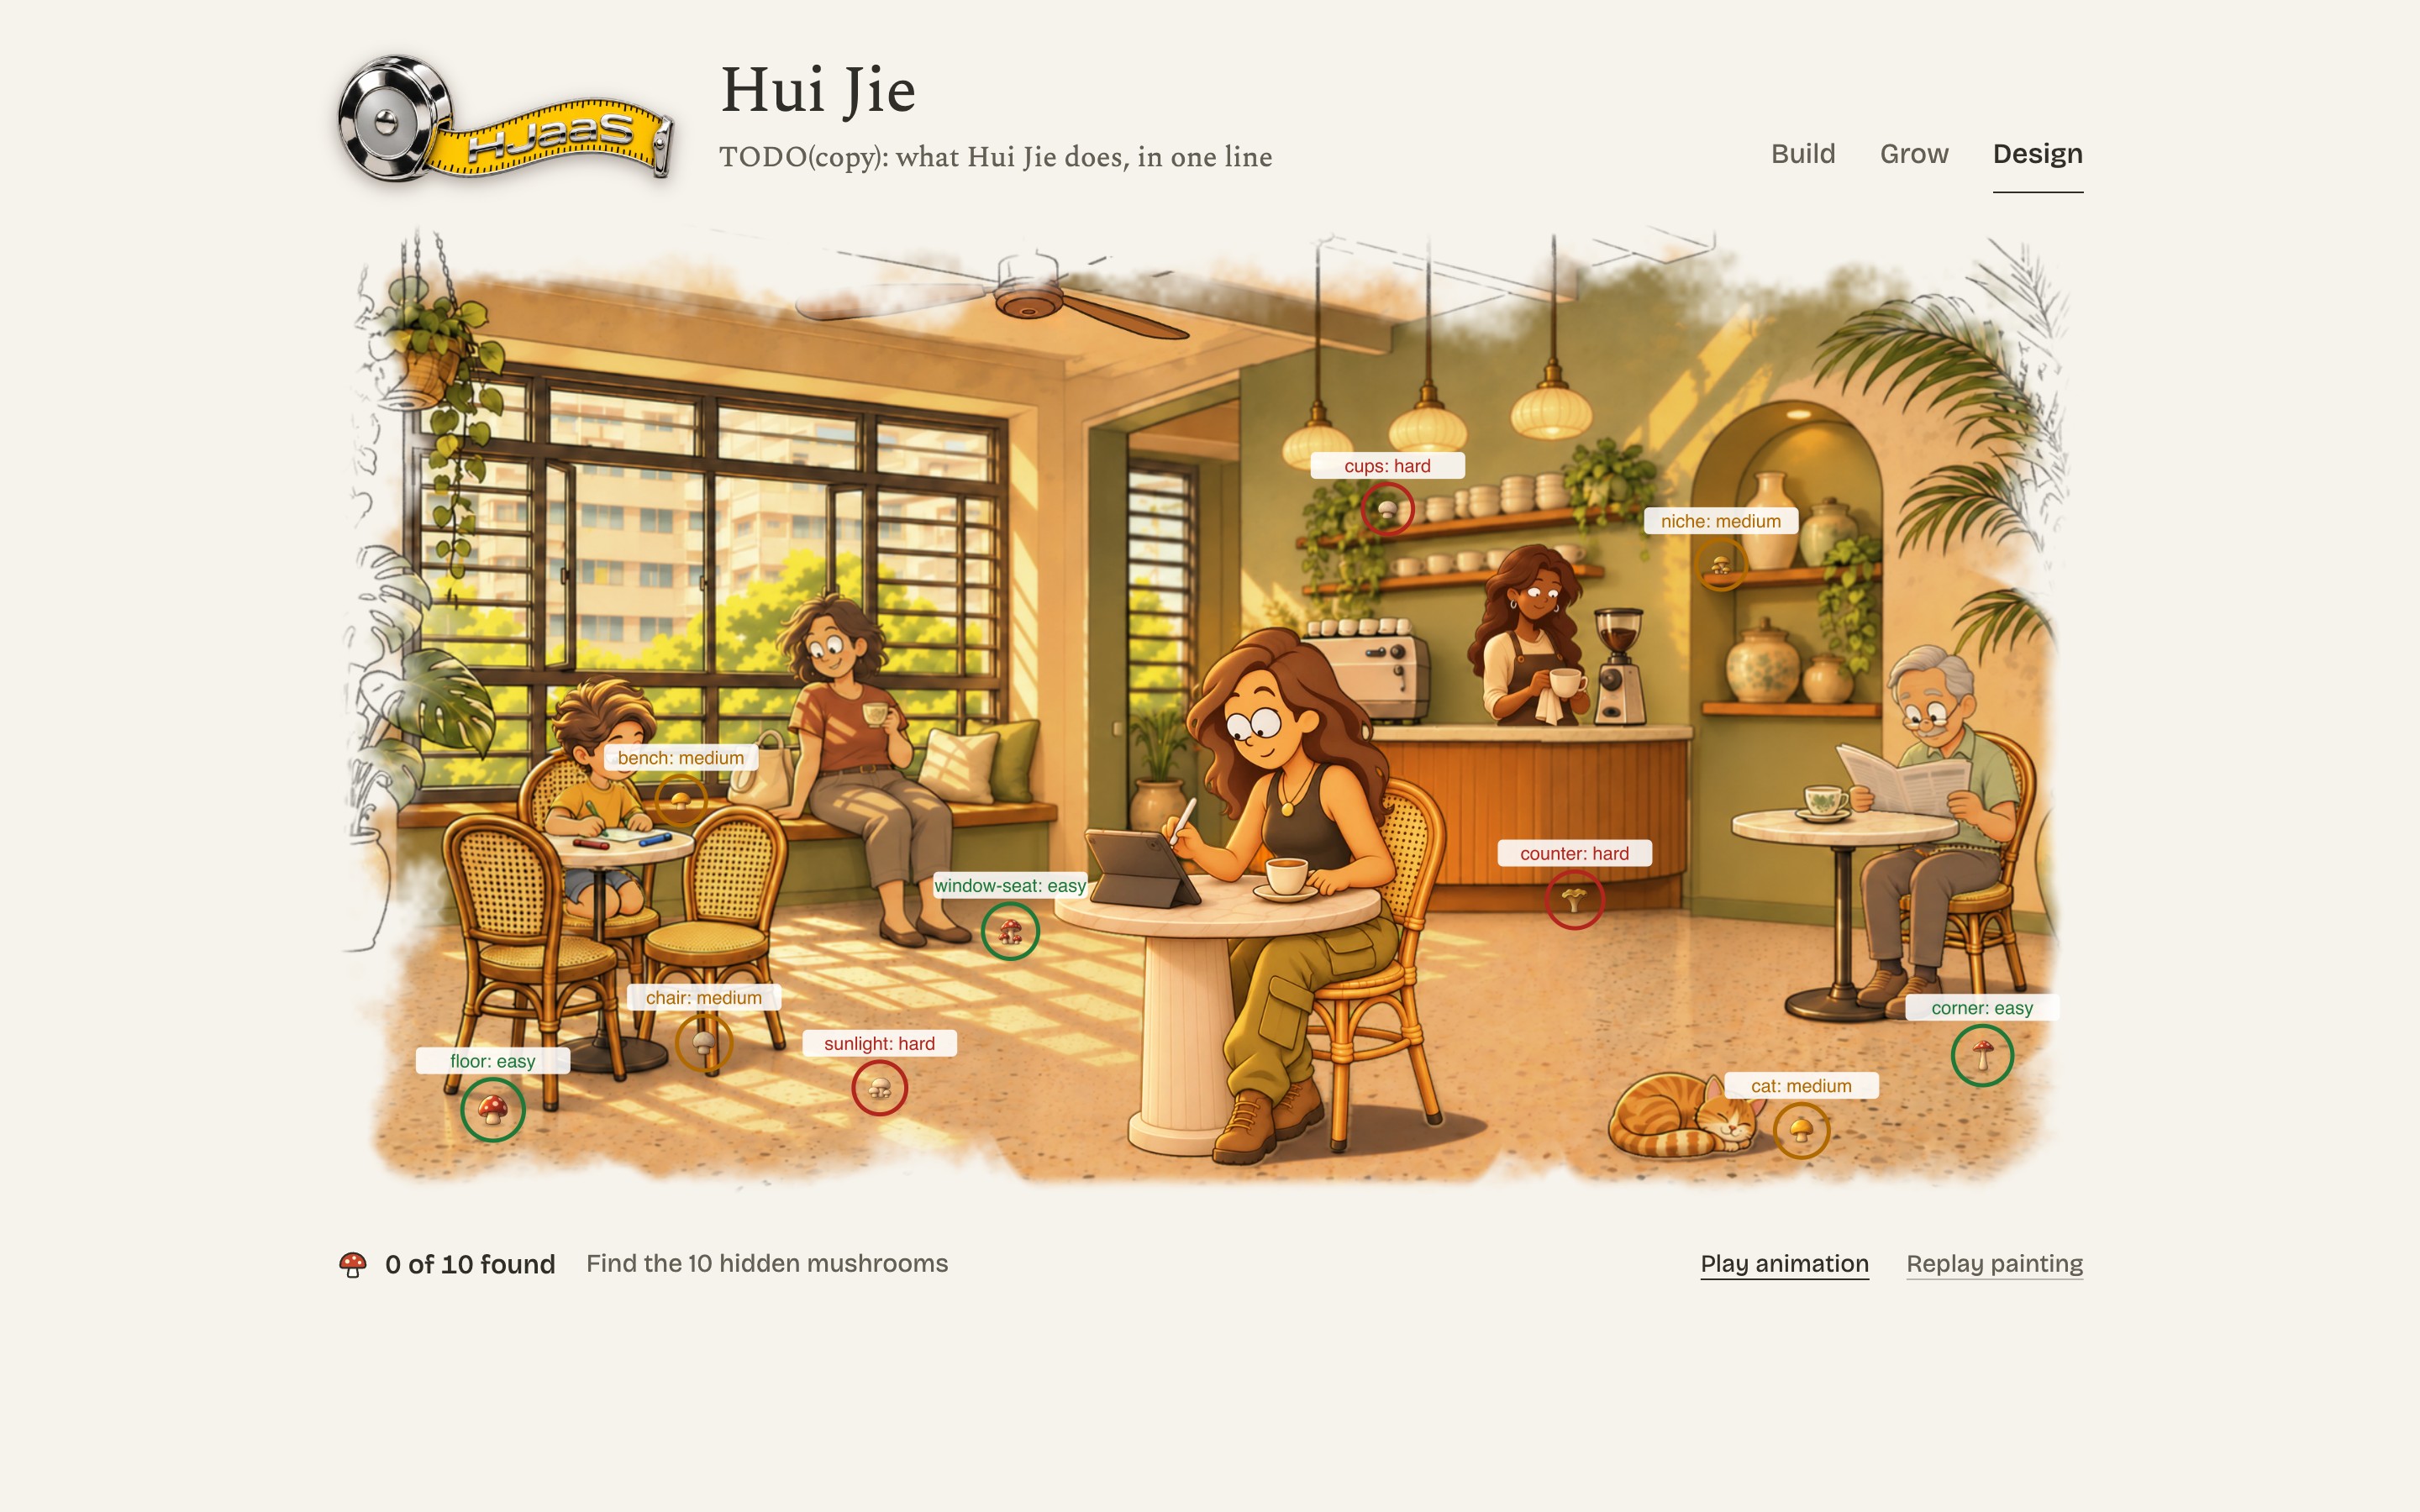 HJaaS
Hui Jie
TODO(copy): what Hui Jie does, in one line
Build Grow Design
cups: hard
niche: medium
bench: medium
counter: hard
window-seat: easy
chair: medium
corner: easy
sunlight: hard
floor: easy
cat: medium
0 of 10 found Find the 10 hidden mushrooms Play animation Replay painting